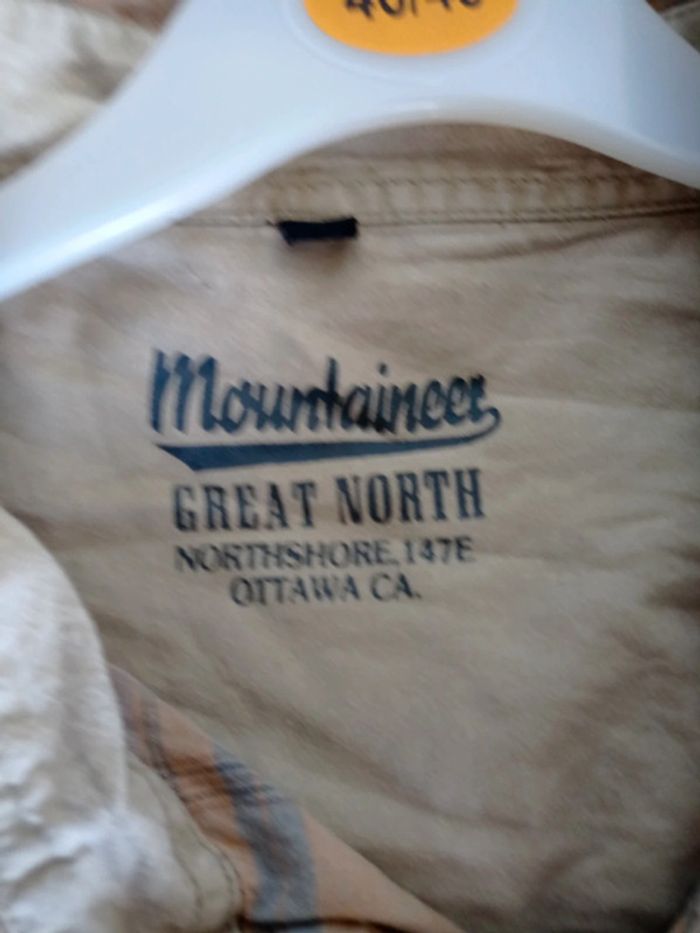 Mountaineer
GREAT NORTH
NORTHSHORE.147E
OTTAWA CA.